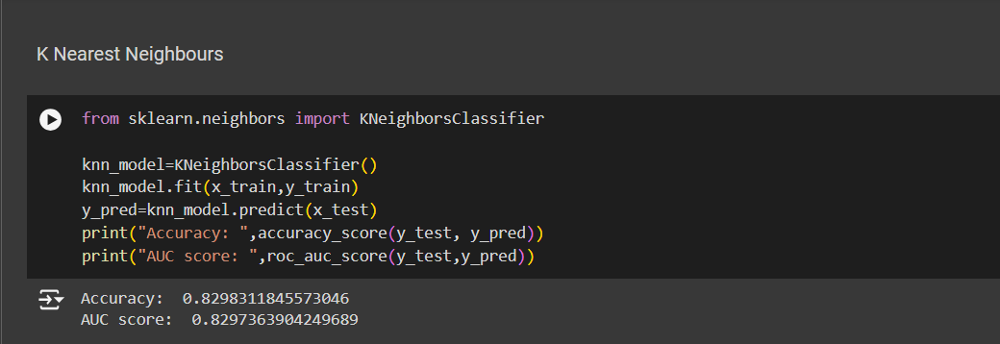 K Nearest Neighbours
from sklearn.neighbors import KNeighborsClassifier
knn_model=KNeighborsClassifier()
knn_model.fit(x_train,y_train)
y_pred=knn_model.predict(x_test)
print("Accuracy: ",accuracy_score(y_test, y_pred))
print("AUC score: ",roc_auc_score(y_test,y_pred))
Accuracy:  0.8298311845573046
AUC score:  0.8297363904249689